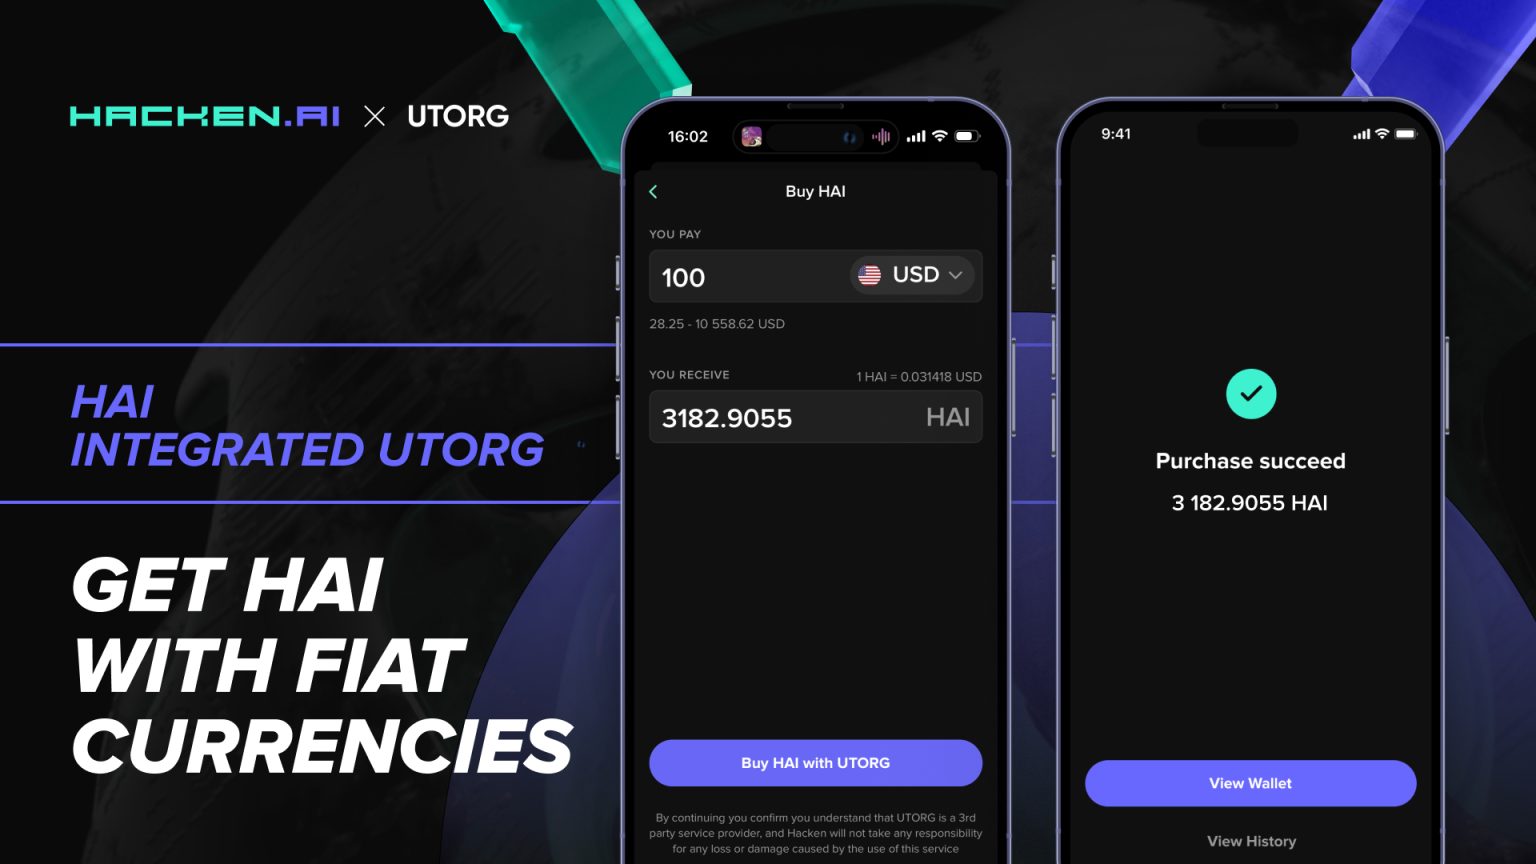 HACKEN.AI × UTORG
HAI
INTEGRATED UTORG
GET HAI
WITH FIAT
CURRENCIES
16:02
Buy HAI
YOU PAY
100
USD
28.25 - 10 558.62 USD
YOU RECEIVE
1 HAI = 0.031418 USD
3182.9055
HAI
Buy HAI with UTORG
By continuing you confirm you understand that UTORG is a 3rd
party service provider, and Hacken will not take any responsibility
for any loss or damage caused by the use of this service
9:41
Purchase succeed
3 182.9055 HAI
View Wallet
View History